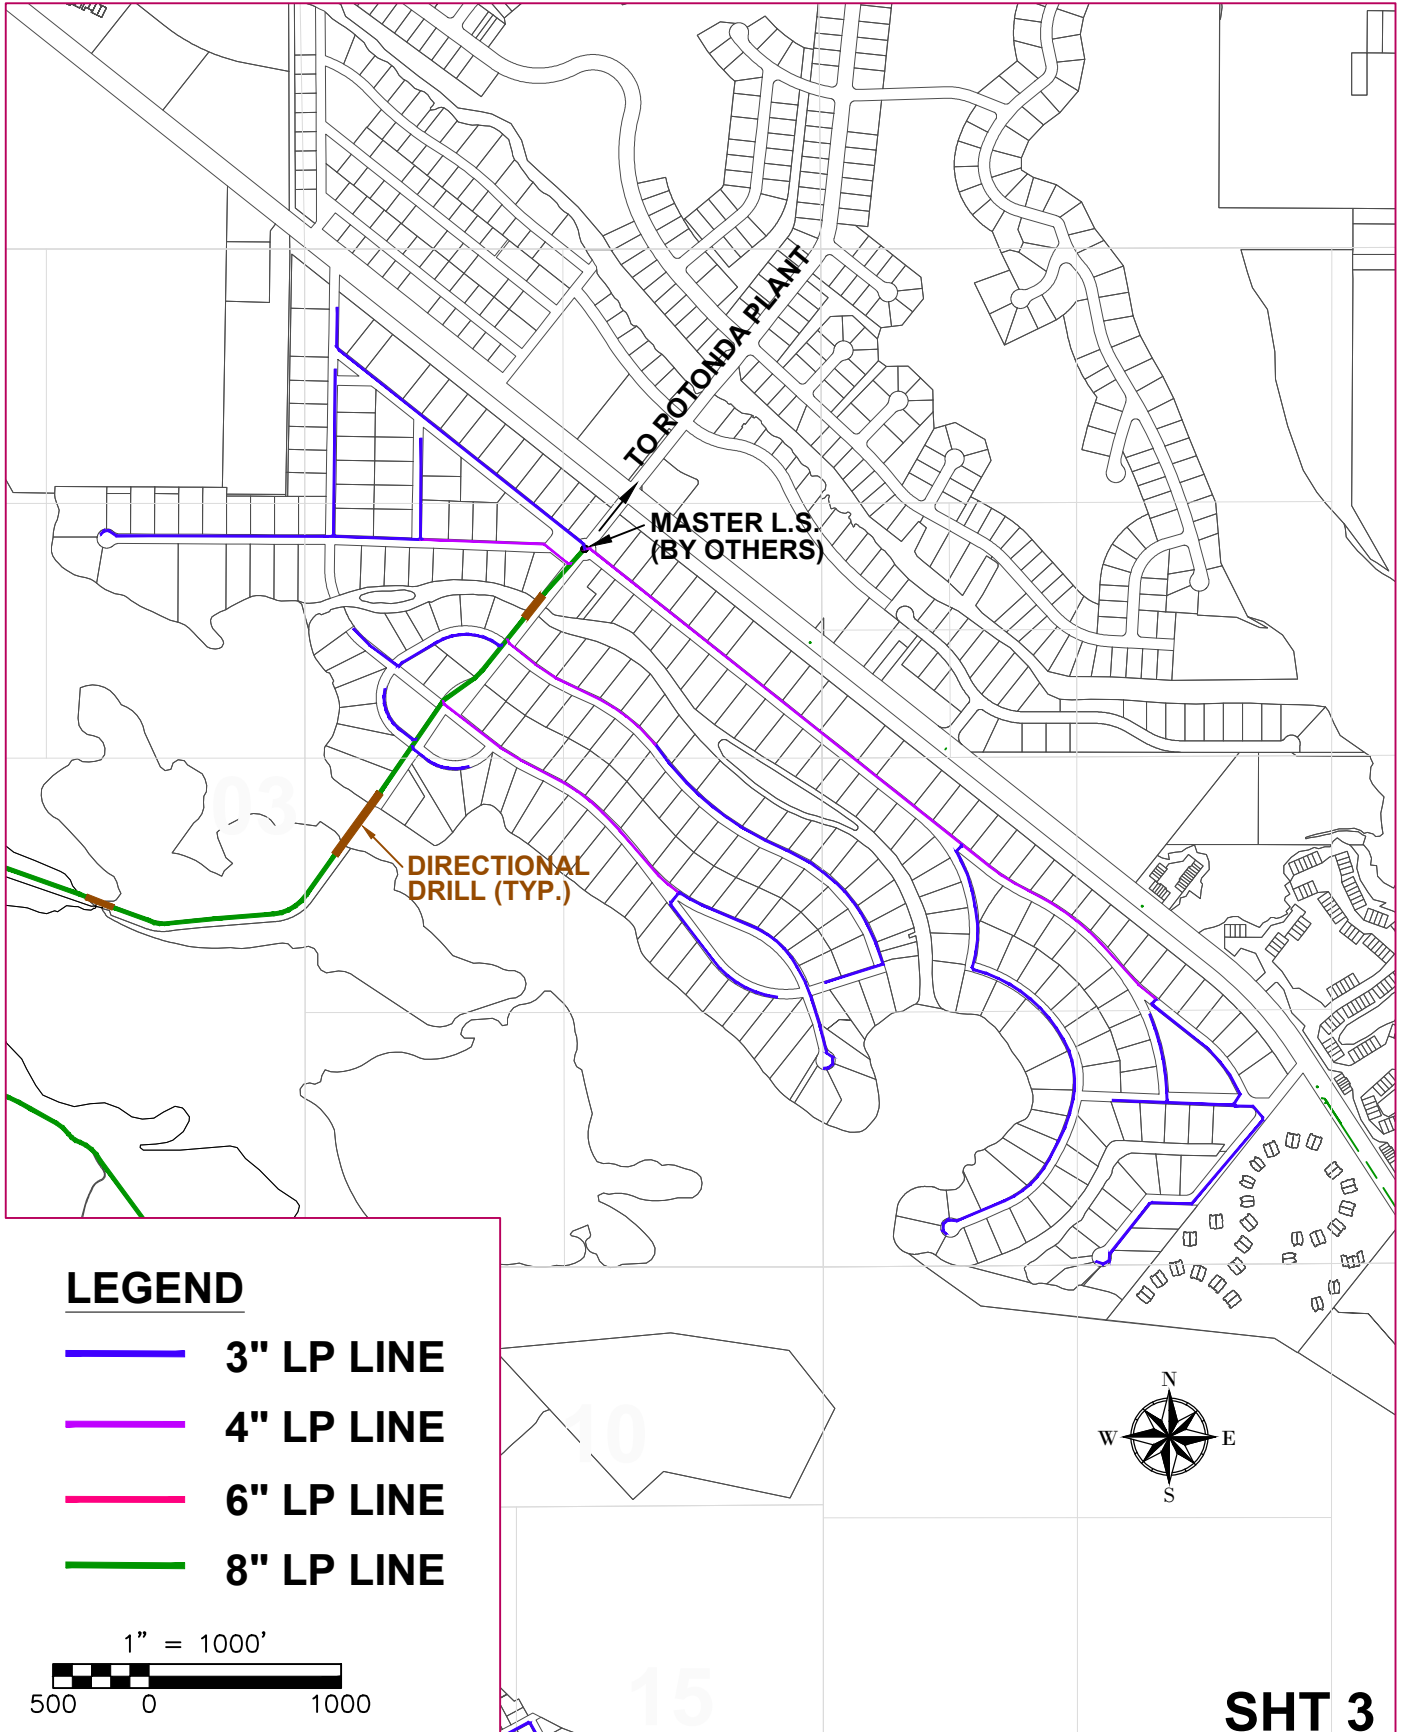 TO ROTONDA PLANT
MASTER L.S.
(BY OTHERS)
03
DIRECTIONAL
DRILL (TYP.)
LEGEND
3" LP LINE
4" LP LINE
6" LP LINE
8" LP LINE
1" = 1000'
500 0 1000
10
N
W E
S
15
SHT 3